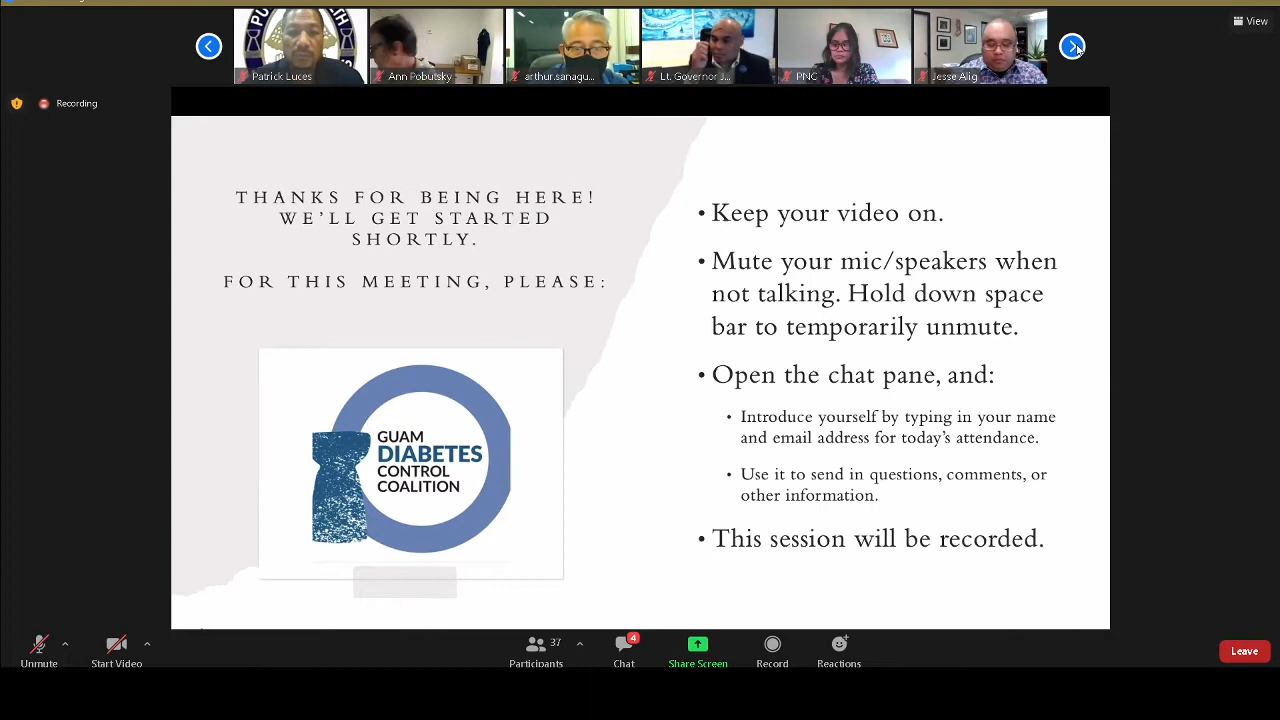 View
Patrick Luces
Ann Pobutsky
arthur.sanagu...
Lt. Governor J...
PNC
Jesse Alig
Recording
THANKS FOR BEING HERE!
WE'LL GET STARTED
SHORTLY.
FOR THIS MEETING, PLEASE:
GUAM
DIABETES
CONTROL
COALITION
• Keep your video on.
• Mute your mic/speakers when
not talking. Hold down space
bar to temporarily unmute.
• Open the chat pane, and:
• Introduce yourself by typing in your name
and email address for today's attendance.
• Use it to send in questions, comments, or
other information.
• This session will be recorded.
Unmute
Start Video
37
Participants
4
Chat
Share Screen
Record
Reactions
Leave